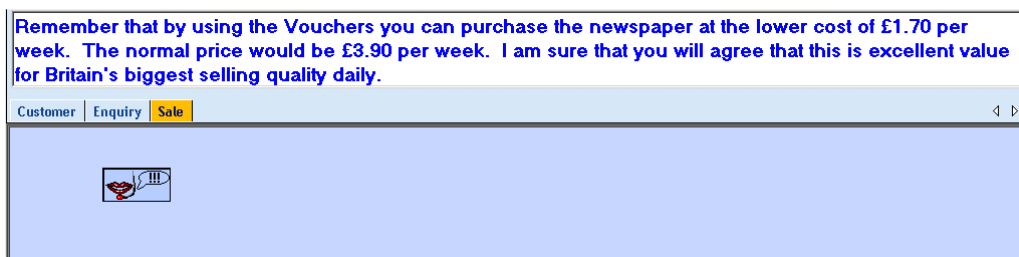 Remember that by using the Vouchers you can purchase the newspaper at the lower cost of £1.70 per
week.  The normal price would be £3.90 per week.  I am sure that you will agree that this is excellent value
for Britain's biggest selling quality daily.
Customer Enquiry Sale
!!!